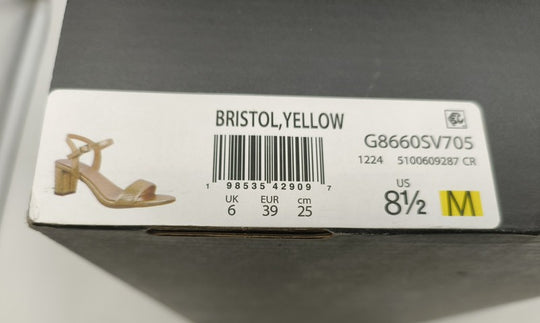 BRISTOL,YELLOW
G8660SV705
1224 5100609287 CR
1 98535 42909 7
UK EUR cm
6 39 25
US
8½ M